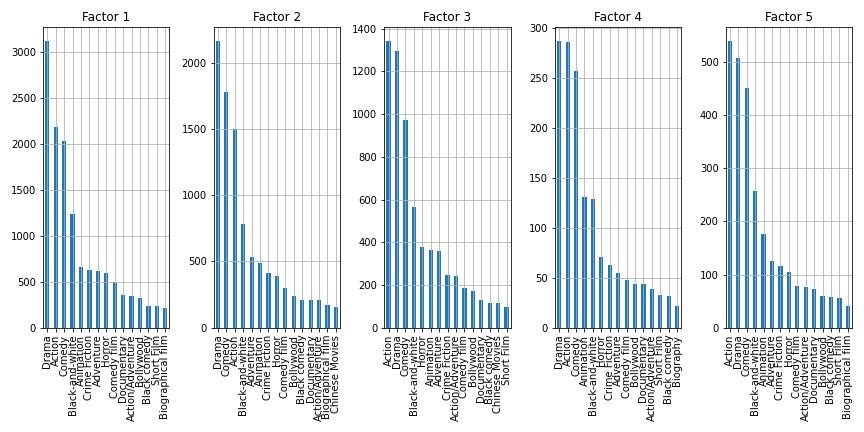 Factor 1
3000
2500
2000
1500
1000
500
0
Drama
Action
Comedy
Black-and-white
Animation
Crime Fiction
Adventure
Horror
Comedy film
Documentary
Action/Adventure
Bollywood
Black comedy
Short Film
Biographical film
Factor 2
2000
1500
1000
500
0
Drama
Comedy
Action
Black-and-white
Adventure
Animation
Crime Fiction
Horror
Comedy film
Bollywood
Black comedy
Documentary
Action/Adventure
Biographical film
Chinese Movies
Factor 3
1400
1200
1000
800
600
400
200
0
Action
Drama
Comedy
Black-and-white
Horror
Animation
Adventure
Crime Fiction
Action/Adventure
Comedy film
Bollywood
Documentary
Black comedy
Chinese Movies
Short Film
Factor 4
300
250
200
150
100
50
0
Drama
Action
Comedy
Animation
Black-and-white
Horror
Crime Fiction
Adventure
Comedy film
Bollywood
Documentary
Action/Adventure
Short Film
Black comedy
Biography
Factor 5
500
400
300
200
100
0
Action
Drama
Comedy
Black-and-white
Animation
Adventure
Crime Fiction
Horror
Comedy film
Action/Adventure
Documentary
Bollywood
Black comedy
Short Film
Biographical film